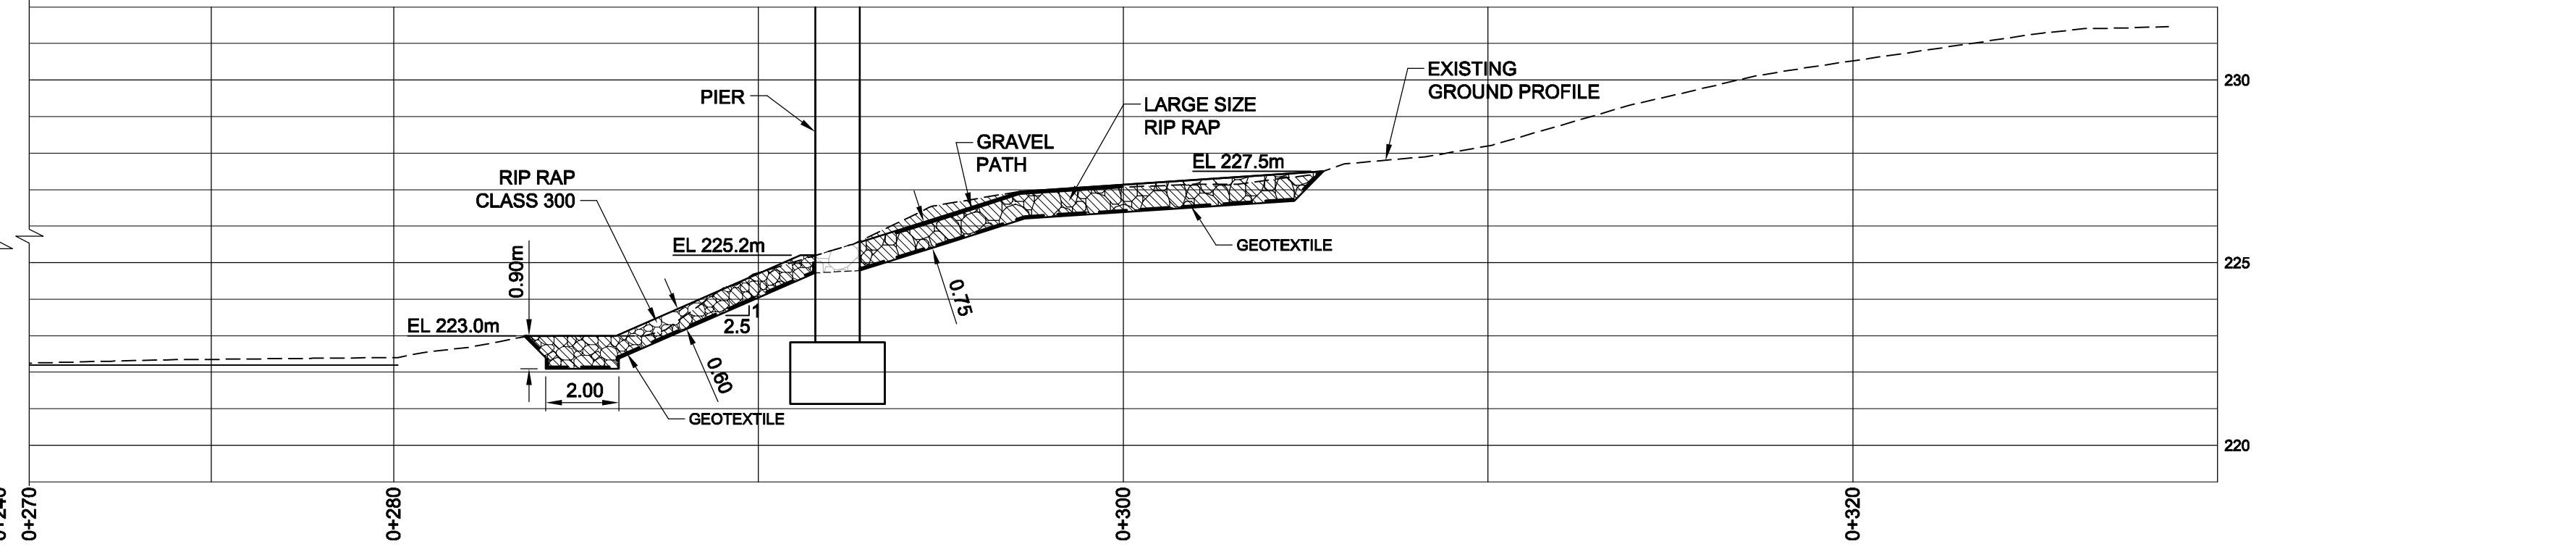 EXISTING
GROUND PROFILE
230
PIER
LARGE SIZE
RIP RAP
GRAVEL
PATH
EL 227.5m
RIP RAP
CLASS 300
EL 225.2m
GEOTEXTILE
0.90m
225
0.75
EL 223.0m
1
2.5
0.60
2.00
GEOTEXTILE
220
0+240
0+270
0+280
0+300
0+320